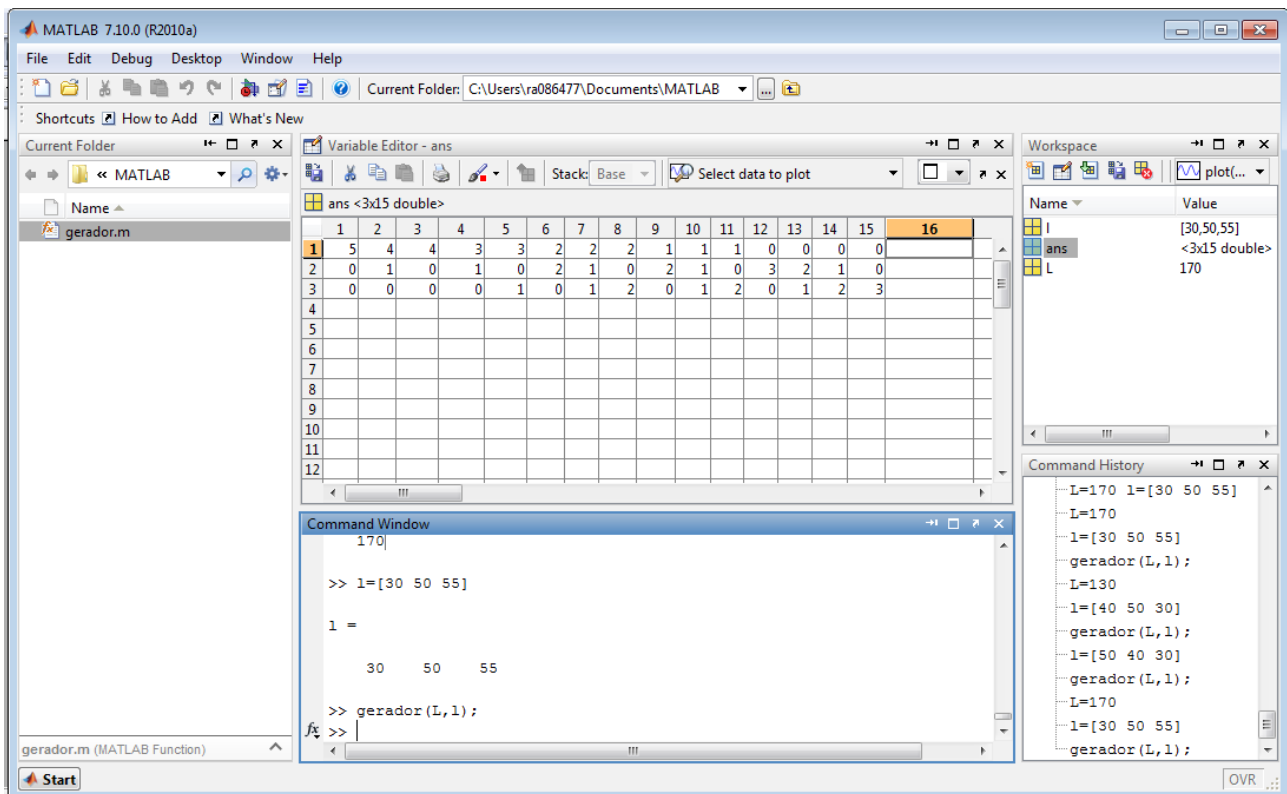 MATLAB 7.10.0 (R2010a)
File Edit Debug Desktop Window Help
Current Folder: C:\Users\ra086477\Documents\MATLAB ...
Shortcuts How to Add What's New
Current Folder
« MATLAB
Name
gerador.m
gerador.m (MATLAB Function)
Variable Editor - ans
Stack: Base Select data to plot
ans <3x15 double>
1 2 3 4 5 6 7 8 9 10 11 12 13 14 15 16
1 5 4 4 3 3 2 2 2 1 1 1 0 0 0 0
2 0 1 0 1 0 2 1 0 2 1 0 3 2 1 0
3 0 0 0 0 1 0 1 2 0 1 2 0 1 2 3
4
5
6
7
8
9
10
11
12
Command Window
170
>> l=[30 50 55]
l =
30 50 55
>> gerador(L,l);
fx >>
Workspace
plot(...
Name Value
l [30,50,55]
ans <3x15 double>
L 170
Command History
L=170 l=[30 50 55]
L=170
l=[30 50 55]
gerador(L,l);
L=130
l=[40 50 30]
gerador(L,l);
l=[50 40 30]
gerador(L,l);
L=170
l=[30 50 55]
gerador(L,l);
Start
OVR